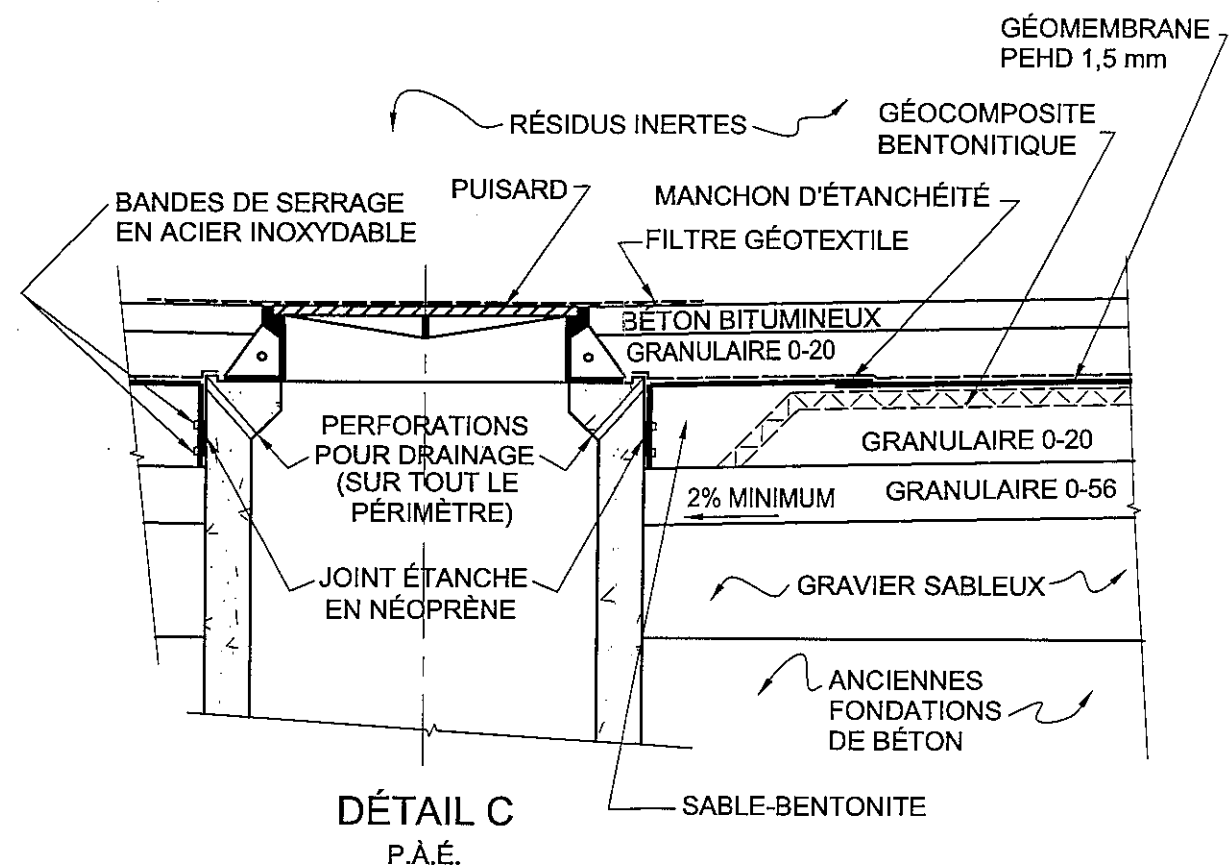 GÉOMEMBRANE
PEHD 1,5 mm
RÉSIDUS INERTES
GÉOCOMPOSITE
BENTONITIQUE
BANDES DE SERRAGE
EN ACIER INOXYDABLE
PUISARD
MANCHON D'ÉTANCHÉITÉ
FILTRE GÉOTEXTILE
BÉTON BITUMINEUX
GRANULAIRE 0-20
PERFORATIONS
POUR DRAINAGE
(SUR TOUT LE
PÉRIMÈTRE)
GRANULAIRE 0-20
GRANULAIRE 0-56
2% MINIMUM
JOINT ÉTANCHE
EN NÉOPRÈNE
GRAVIER SABLEUX
ANCIENNES
FONDATIONS
DE BÉTON
SABLE-BENTONITE
DÉTAIL C
P.À.É.